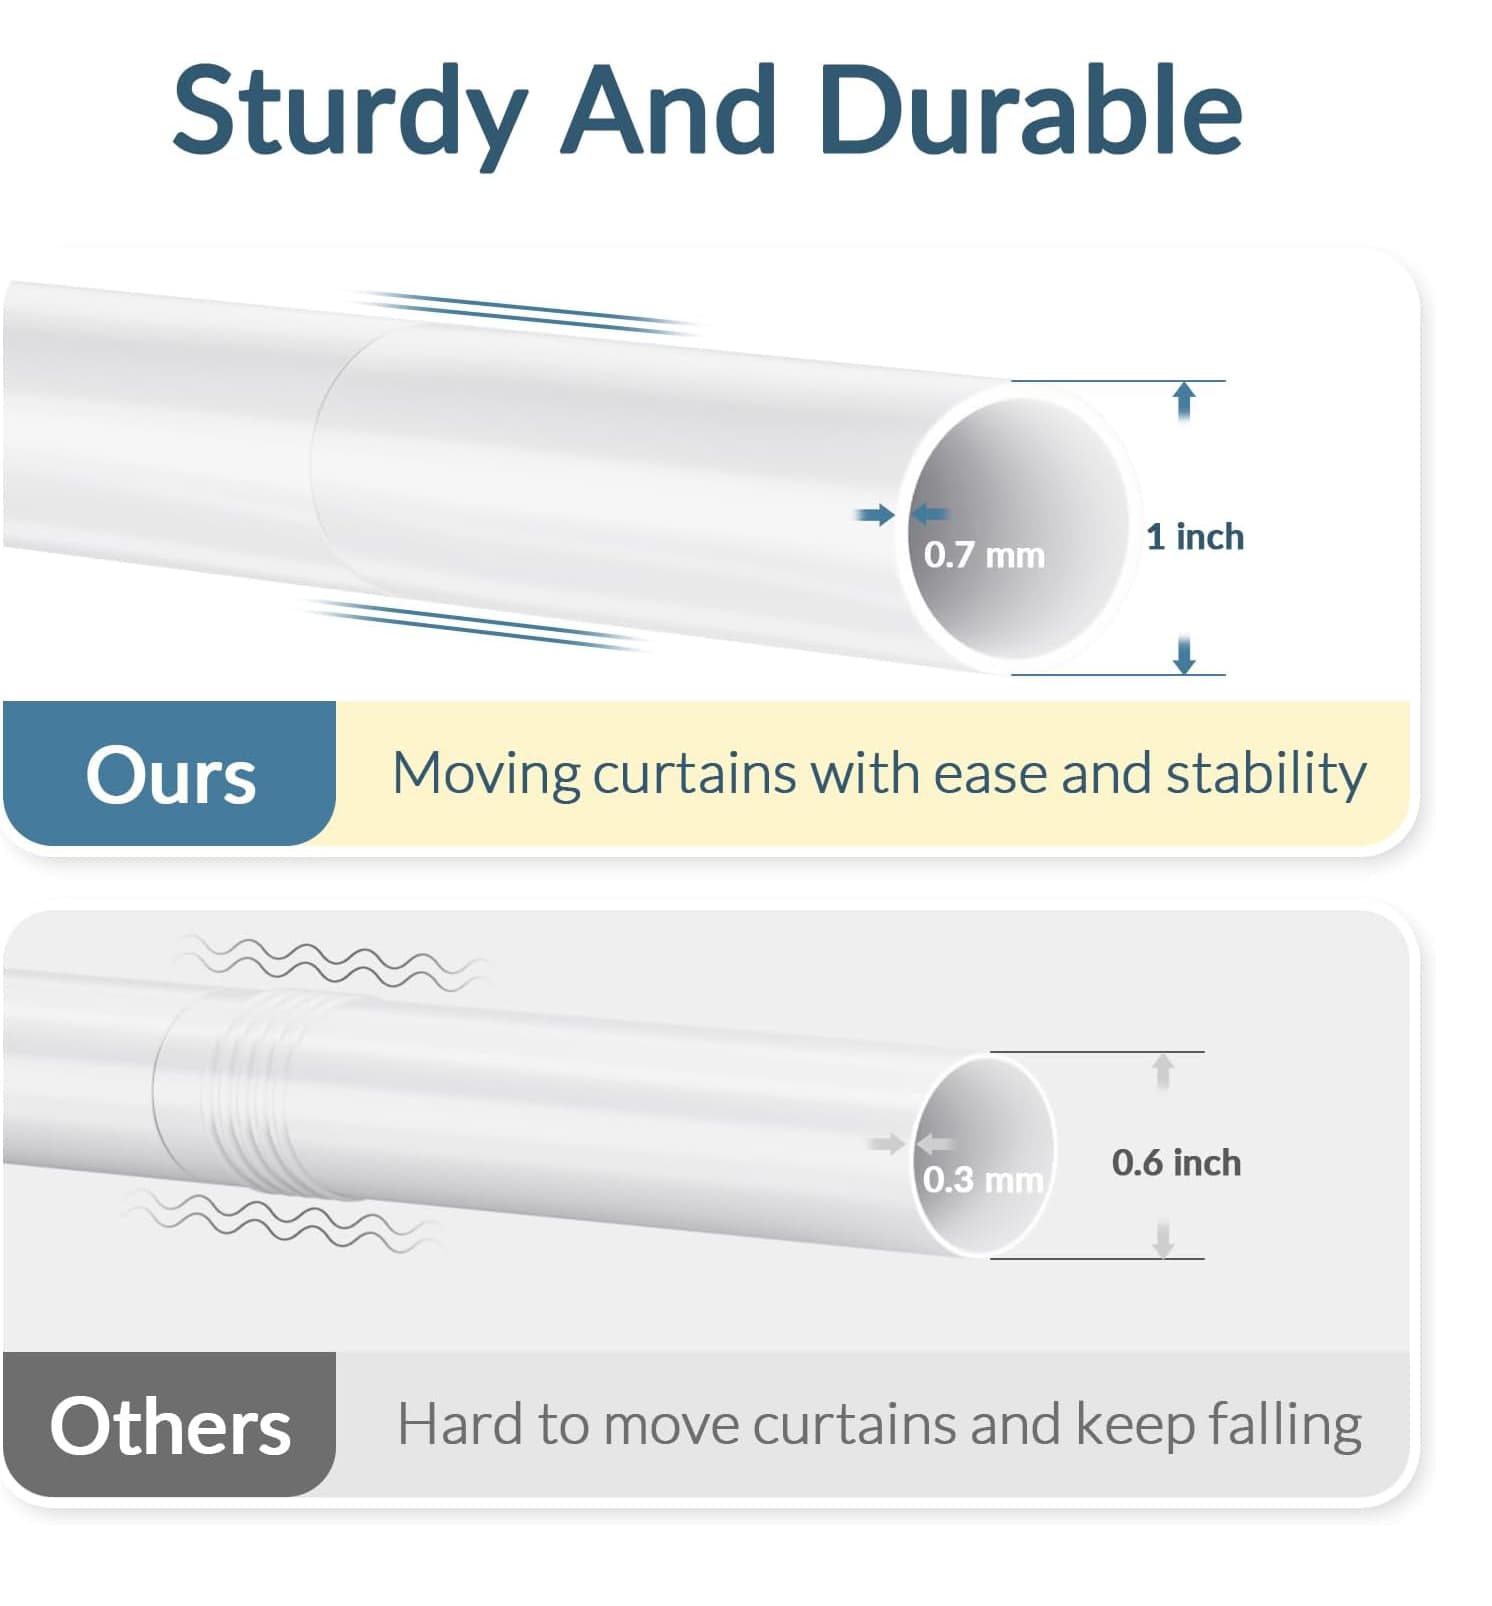 Sturdy And Durable
0.7 mm
1 inch
Ours
Moving curtains with ease and stability
0.3 mm
0.6 inch
Others
Hard to move curtains and keep falling